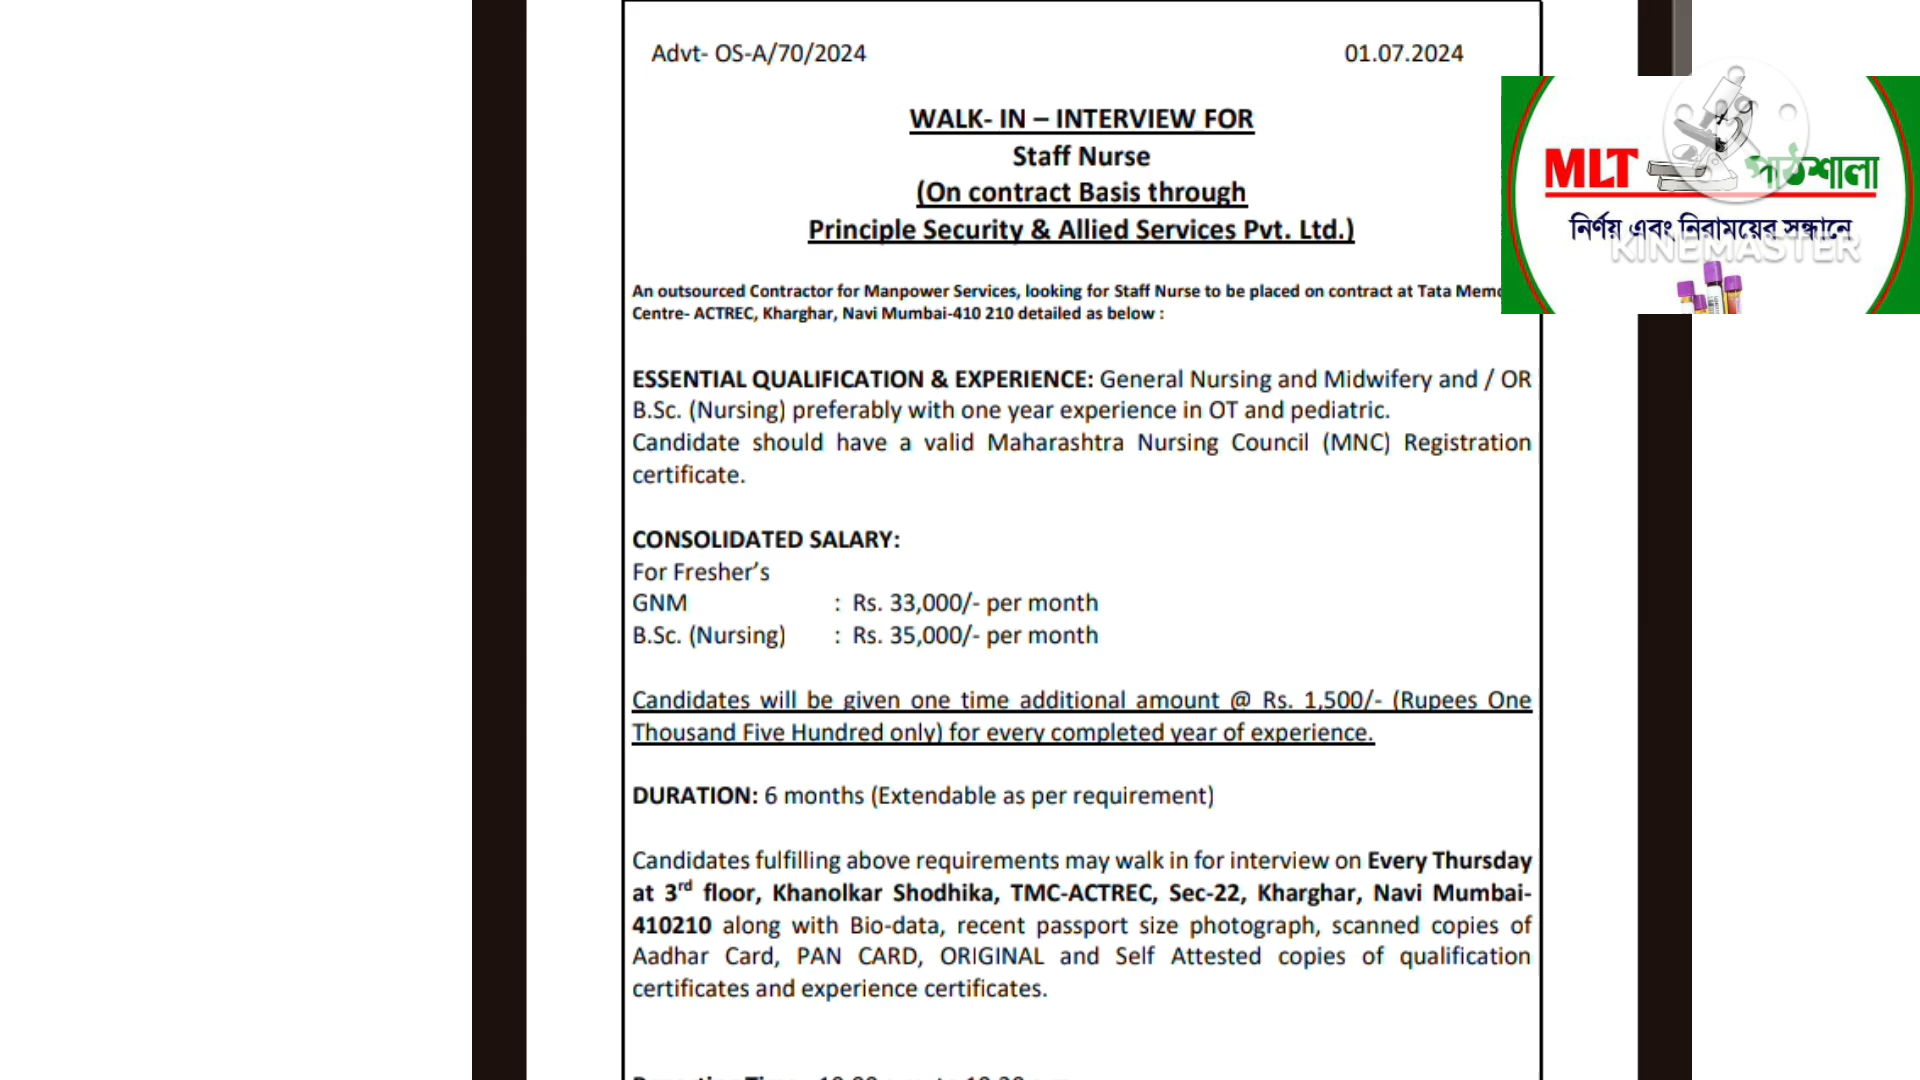 Advt- OS-A/70/2024 01.07.2024
WALK- IN – INTERVIEW FOR
Staff Nurse
(On contract Basis through
Principle Security & Allied Services Pvt. Ltd.)
An outsourced Contractor for Manpower Services, looking for Staff Nurse to be placed on contract at Tata
Centre- ACTREC, Kharghar, Navi Mumbai-410 210 detailed as below :
ESSENTIAL QUALIFICATION & EXPERIENCE: General Nursing and Midwifery and / OR
B.Sc. (Nursing) preferably with one year experience in OT and pediatric.
Candidate should have a valid Maharashtra Nursing Council (MNC) Registration
certificate.
CONSOLIDATED SALARY:
For Fresher’s
GNM : Rs. 33,000/- per month
B.Sc. (Nursing) : Rs. 35,000/- per month
Candidates will be given one time additional amount @ Rs. 1,500/- (Rupees One
Thousand Five Hundred only) for every completed year of experience.
DURATION: 6 months (Extendable as per requirement)
Candidates fulfilling above requirements may walk in for interview on Every Thursday
at 3rd floor, Khanolkar Shodhika, TMC-ACTREC, Sec-22, Kharghar, Navi Mumbai-
410210 along with Bio-data, recent passport size photograph, scanned copies of
Aadhar Card, PAN CARD, ORIGINAL and Self Attested copies of qualification
certificates and experience certificates.
MLT পাঠশালা
নির্ণয় এবং নিরাময়ের সন্ধানে
KINEMASTER